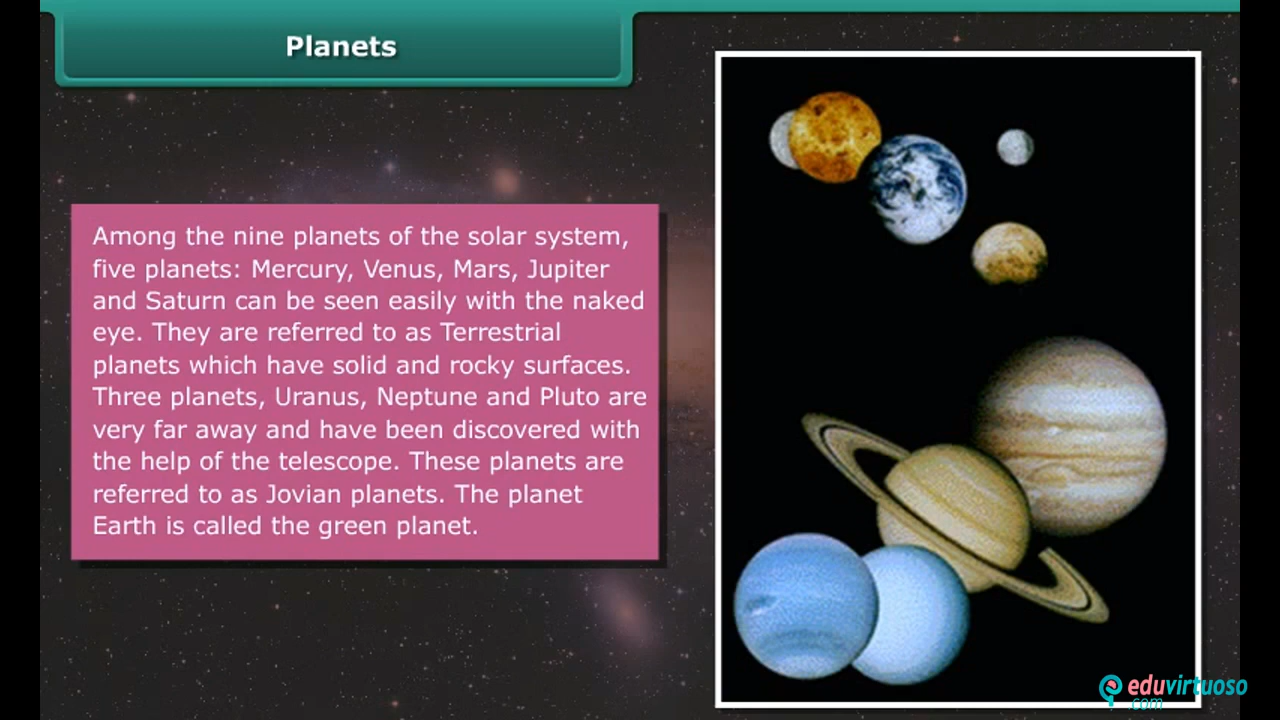 Planets
Among the nine planets of the solar system,
five planets: Mercury, Venus, Mars, Jupiter
and Saturn can be seen easily with the naked
eye. They are referred to as Terrestrial
planets which have solid and rocky surfaces.
Three planets, Uranus, Neptune and Pluto are
very far away and have been discovered with
the help of the telescope. These planets are
referred to as Jovian planets. The planet
Earth is called the green planet.
eduvirtuoso
.com